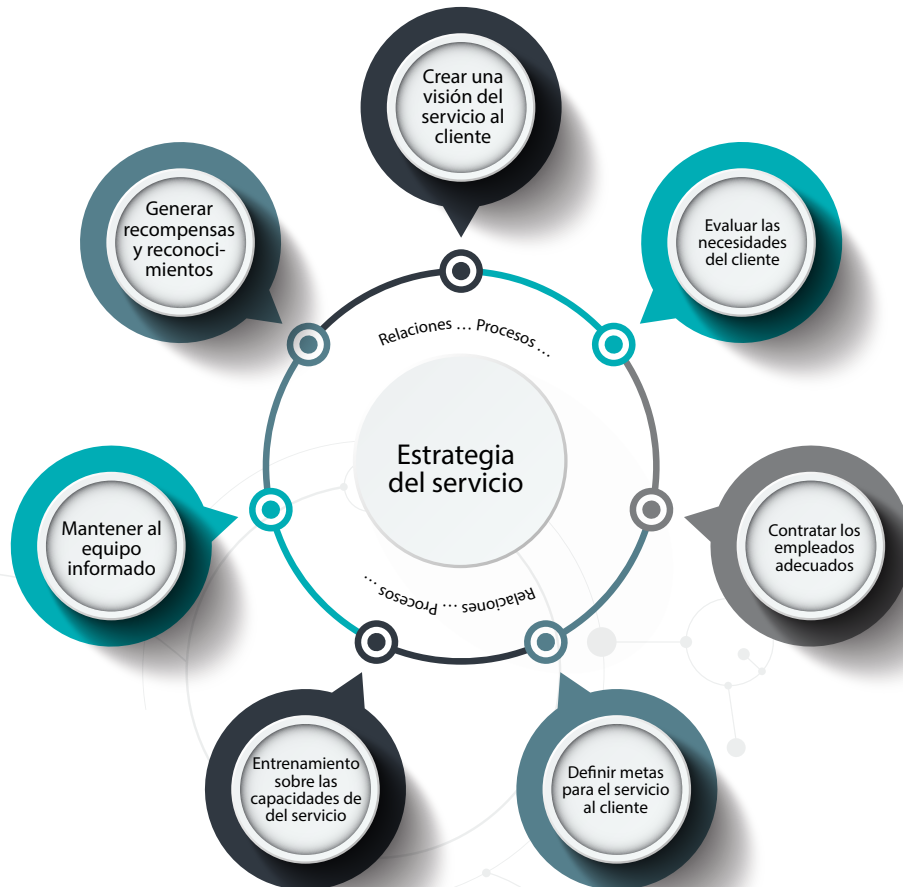 Crear una
visión del
servicio al
cliente
Evaluar las
necesidades
del cliente
Contratar los
empleados
adecuados
Definir metas
para el servicio
al cliente
Entrenamiento
sobre las
capacidades de
del servicio
Mantener al
equipo
informado
Generar
recompensas
y reconoci-
mientos
Relaciones ... Procesos ...
Estrategia
del servicio
Relaciones ... Procesos ...